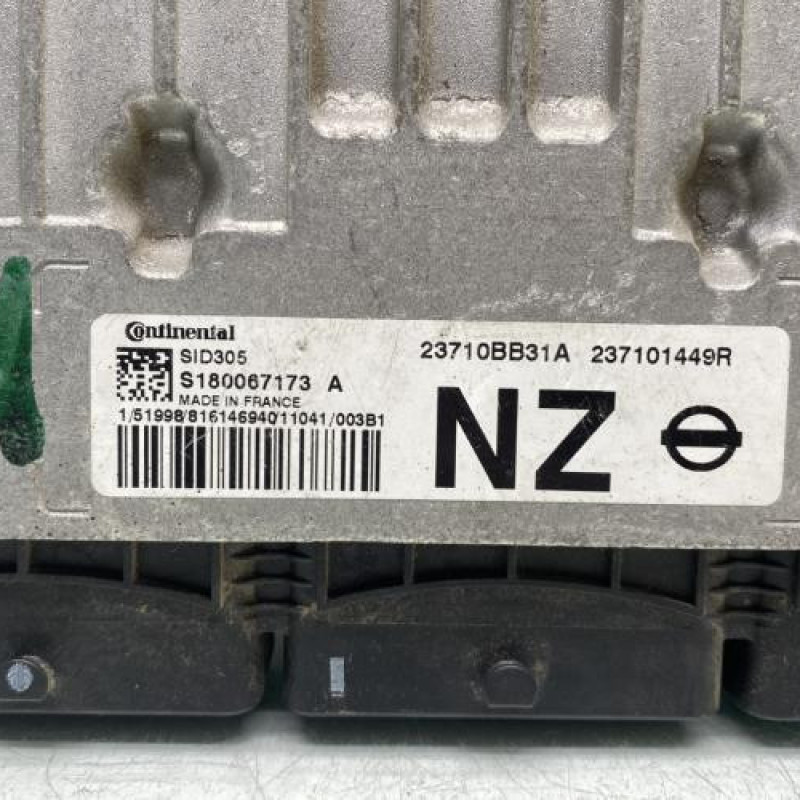 Continental
SID305
S180067173 A
MADE IN FRANCE
1/51998/816146940/11041/003B1
23710BB31A 237101449R
NZ